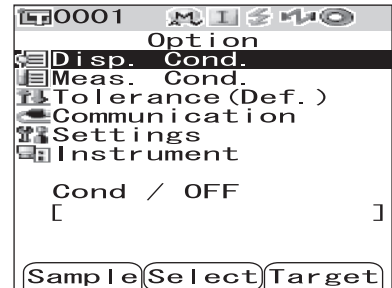 0001 M I
Option
Disp. Cond.
Meas. Cond.
Tolerance(Def.)
Communication
Settings
Instrument
Cond / OFF
[ ]
Sample Select Target